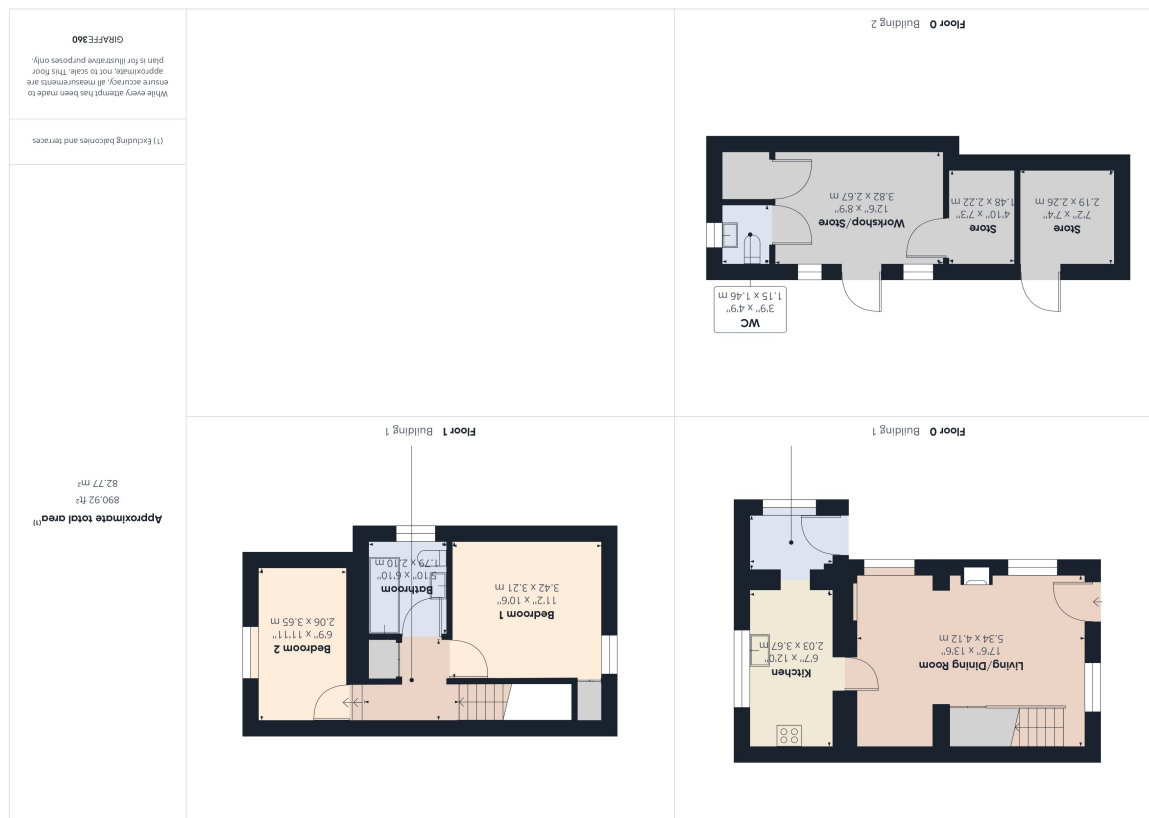 Living/Dining Room
17'6" x 13'6"
5.34 x 4.12 m
Kitchen
6'7" x 12'0"
2.03 x 3.67 m
Floor 0 Building 1
Bedroom 1
11'2" x 10'6"
3.42 x 3.21 m
Bathroom
5'10" x 6'10"
1.79 x 2.10 m
Bedroom 2
6'9" x 11'11"
2.06 x 3.65 m
Floor 1 Building 1
Approximate total area(1)
890.92 ft²
82.77 m²
WC
3'9" x 4'9"
1.15 x 1.46 m
Store
7'2" x 7'4"
2.19 x 2.26 m
Store
4'10" x 7'3"
1.48 x 2.22 m
Workshop/Store
12'6" x 8'9"
3.82 x 2.67 m
Floor 0 Building 2
(1) Excluding balconies and terraces
While every attempt has been made to
ensure accuracy, all measurements are
approximate, not to scale. This floor
plan is for illustrative purposes only.
GIRAFFE360